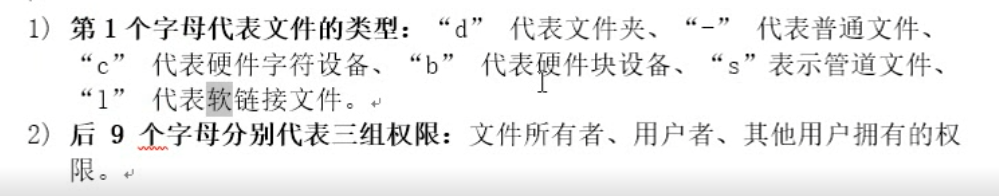 1) 第1个字母代表文件的类型：“d” 代表文件夹、“-” 代表普通文件、
“c” 代表硬件字符设备、“b” 代表硬件块设备、“s”表示管道文件、
“l” 代表软链接文件。
2) 后 9 个字母分别代表三组权限：文件所有者、用户者、其他用户拥有的权
限。